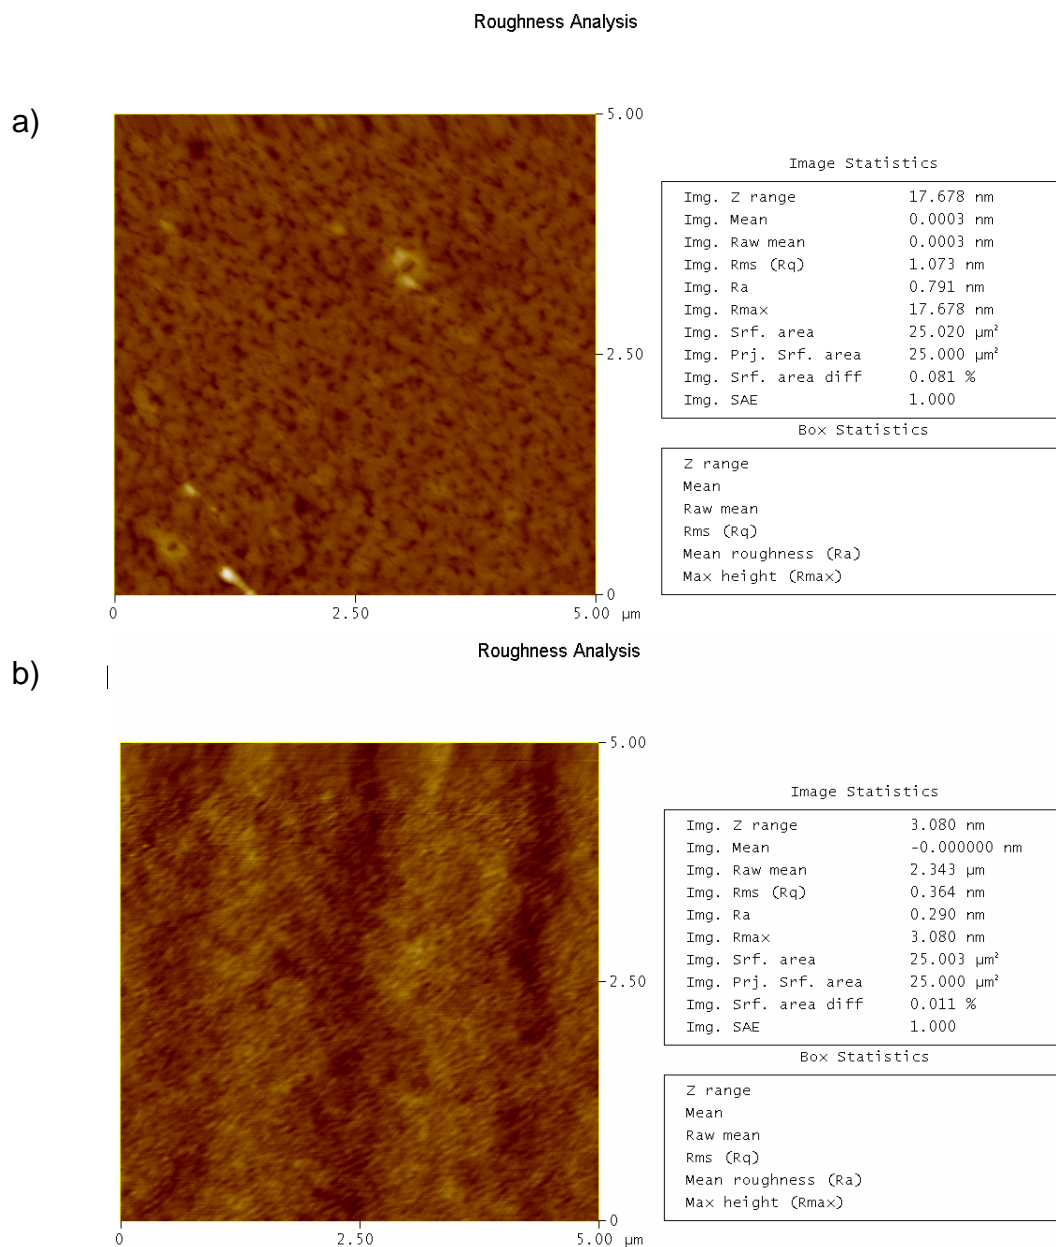 Roughness Analysis
a)
5.00
2.50
0
0 2.50 5.00 µm
Image Statistics
Img. Z range 17.678 nm
Img. Mean 0.0003 nm
Img. Raw mean 0.0003 nm
Img. Rms (Rq) 1.073 nm
Img. Ra 0.791 nm
Img. Rmax 17.678 nm
Img. Srf. area 25.020 µm²
Img. Prj. Srf. area 25.000 µm²
Img. Srf. area diff 0.081 %
Img. SAE 1.000
Box Statistics
Z range
Mean
Raw mean
Rms (Rq)
Mean roughness (Ra)
Max height (Rmax)
Roughness Analysis
b)
5.00
2.50
0
0 2.50 5.00 µm
Image Statistics
Img. Z range 3.080 nm
Img. Mean -0.000000 nm
Img. Raw mean 2.343 µm
Img. Rms (Rq) 0.364 nm
Img. Ra 0.290 nm
Img. Rmax 3.080 nm
Img. Srf. area 25.003 µm²
Img. Prj. Srf. area 25.000 µm²
Img. Srf. area diff 0.011 %
Img. SAE 1.000
Box Statistics
Z range
Mean
Raw mean
Rms (Rq)
Mean roughness (Ra)
Max height (Rmax)